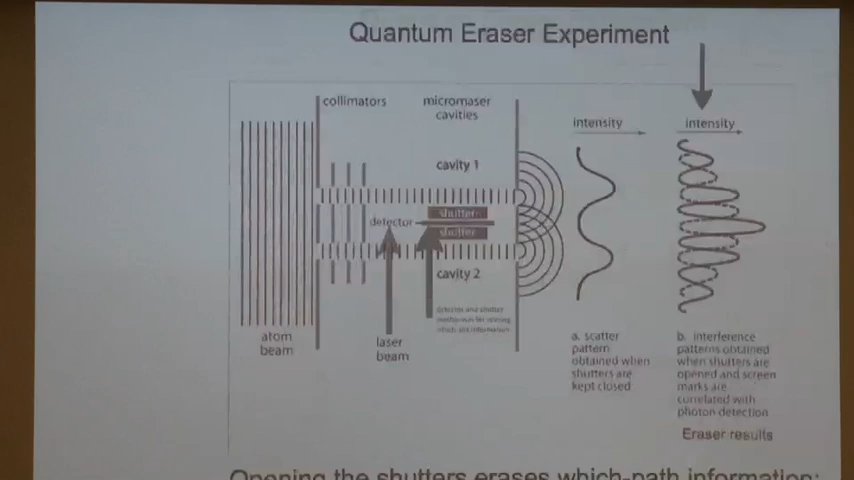 Quantum Eraser Experiment
collimators
micromaser
cavities
intensity
intensity
cavity 1
shutter
detector
shutter
cavity 2
detector and shutter
mechanism for erasing
which slit information
atom
beam
laser
beam
a. scatter
pattern
obtained when
shutters are
kept closed
b. interference
patterns obtained
when shutters are
opened and screen
marks are
correlated with
photon detection
Eraser results
Opening the shutters erases which-path information: